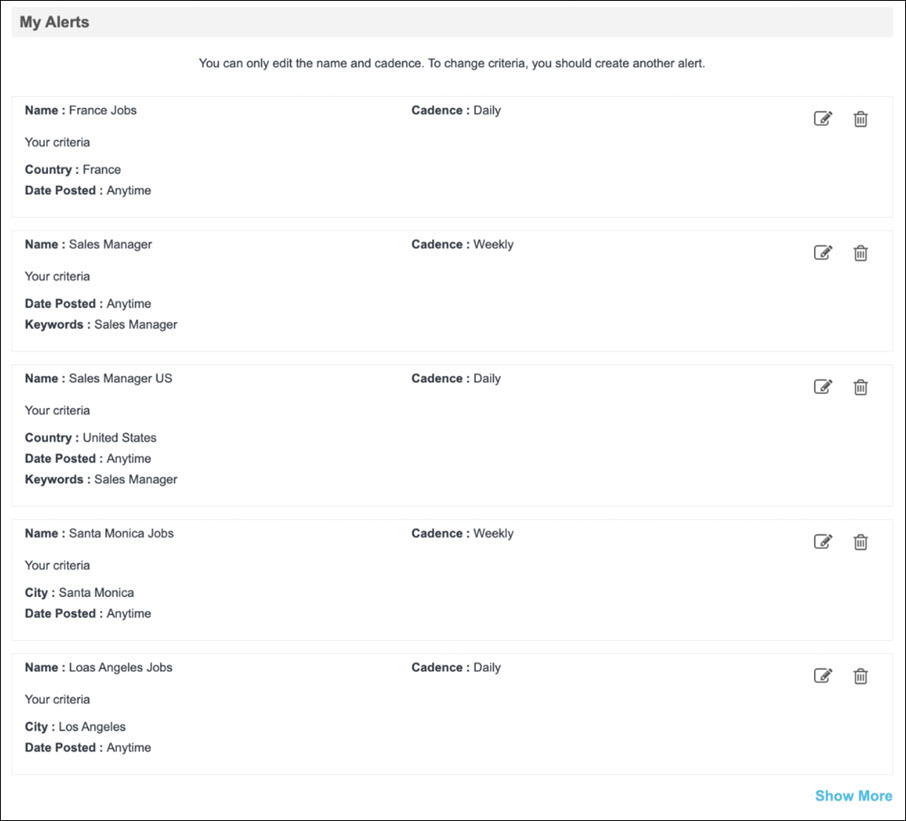 My Alerts
You can only edit the name and cadence. To change criteria, you should create another alert.
Name : France Jobs Cadence : Daily
Your criteria
Country : France
Date Posted : Anytime
Name : Sales Manager Cadence : Weekly
Your criteria
Date Posted : Anytime
Keywords : Sales Manager
Name : Sales Manager US Cadence : Daily
Your criteria
Country : United States
Date Posted : Anytime
Keywords : Sales Manager
Name : Santa Monica Jobs Cadence : Weekly
Your criteria
City : Santa Monica
Date Posted : Anytime
Name : Loas Angeles Jobs Cadence : Daily
Your criteria
City : Los Angeles
Date Posted : Anytime
Show More